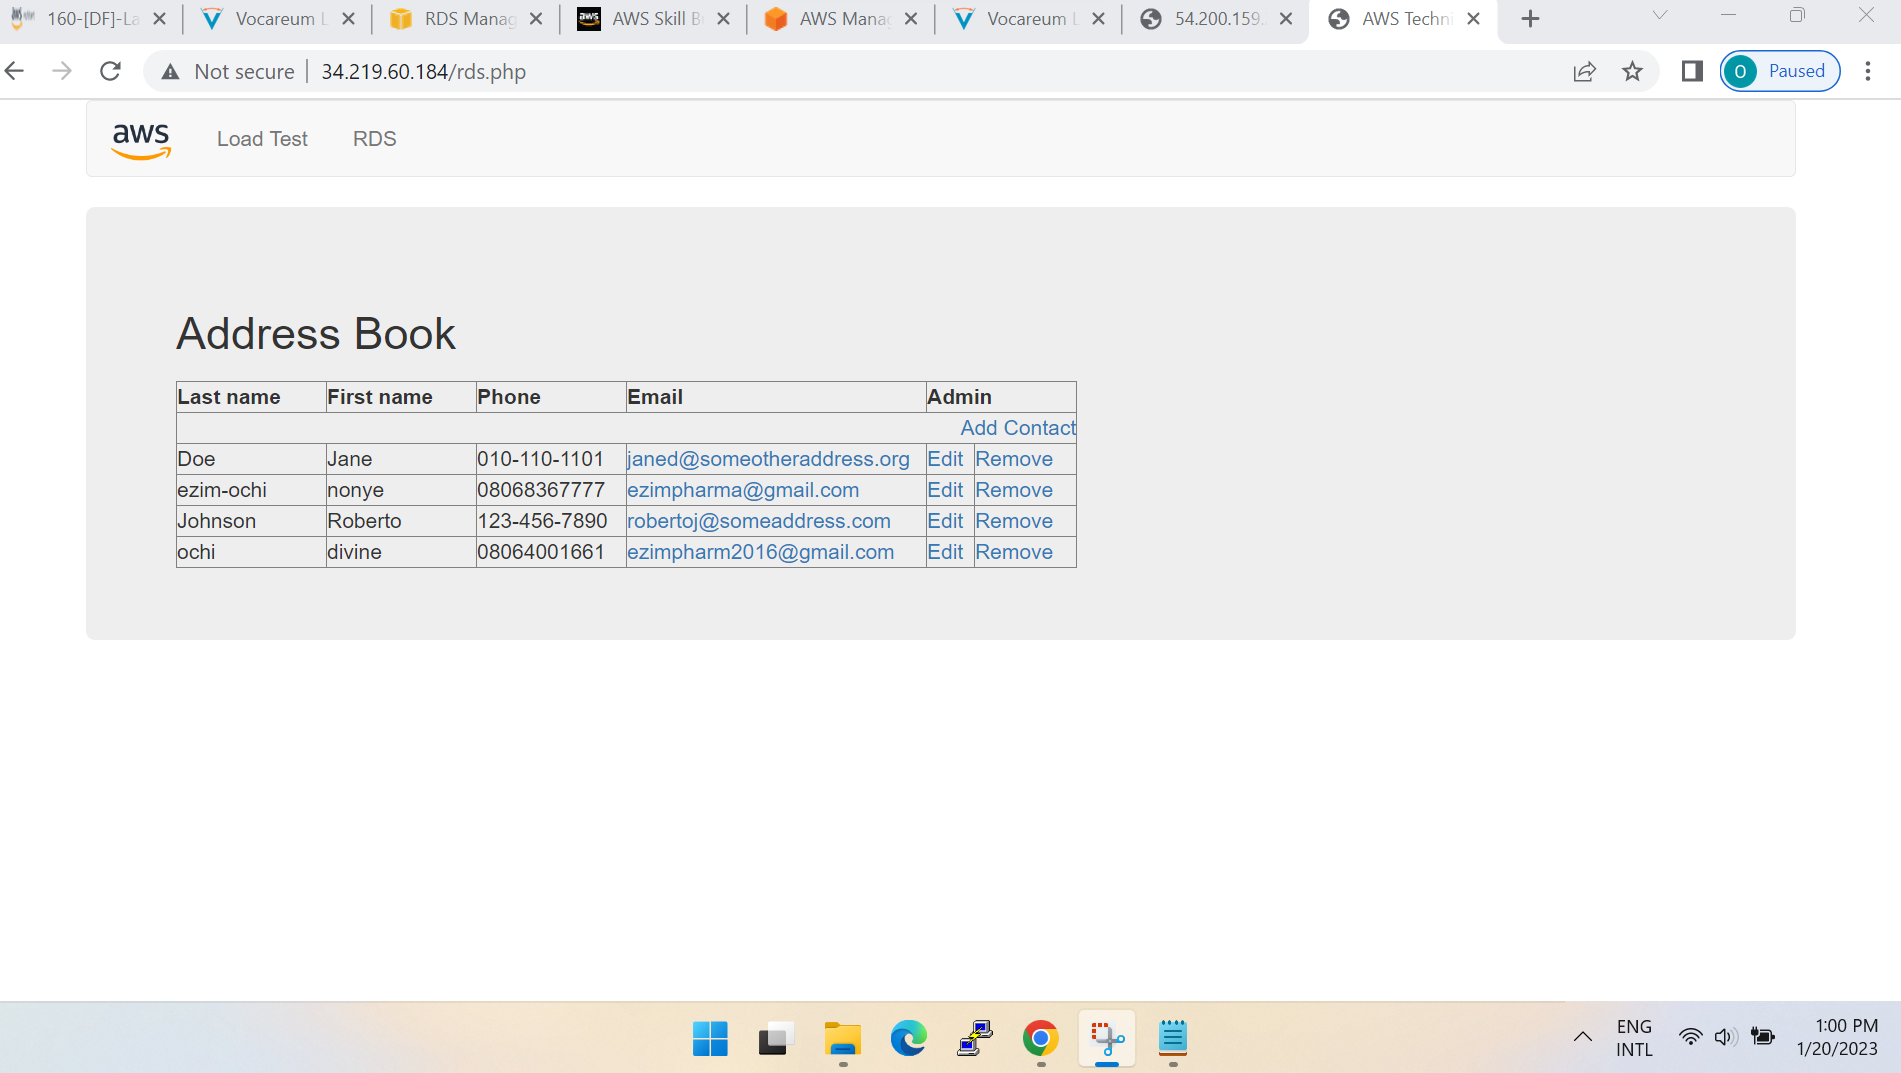 160-[DF]-La
Vocareum L
RDS Manag
AWS Skill B
AWS Manag
Vocareum L
54.200.159.
AWS Techni
Not secure 34.219.60.184/rds.php
O Paused
aws Load Test RDS
Address Book
Last name First name Phone Email Admin
Add Contact
Doe Jane 010-110-1101 janed@someotheraddress.org Edit Remove
ezim-ochi nonye 08068367777 ezimpharma@gmail.com Edit Remove
Johnson Roberto 123-456-7890 robertoj@someaddress.com Edit Remove
ochi divine 08064001661 ezimpharm2016@gmail.com Edit Remove
ENG 1:00 PM
INTL 1/20/2023